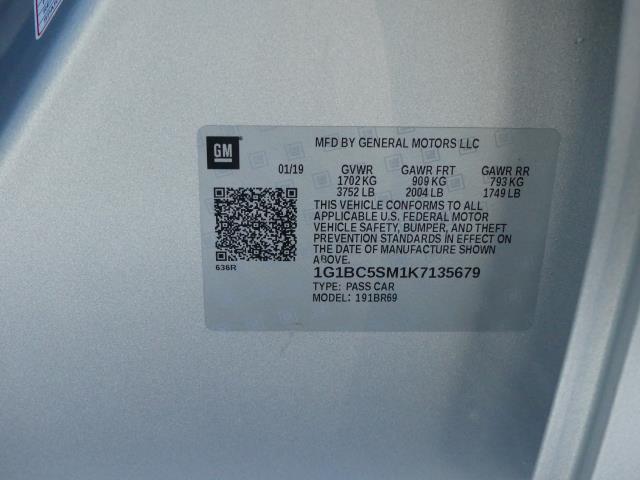 GM
MFD BY GENERAL MOTORS LLC
01/19 GVWR GAWR FRT GAWR RR
1702 KG 909 KG 793 KG
3752 LB 2004 LB 1749 LB
THIS VEHICLE CONFORMS TO ALL
APPLICABLE U.S. FEDERAL MOTOR
VEHICLE SAFETY, BUMPER, AND THEFT
PREVENTION STANDARDS IN EFFECT ON
THE DATE OF MANUFACTURE SHOWN ABOVE.
636R
1G1BC5SM1K7135679
TYPE: PASS CAR
MODEL: 191BR69